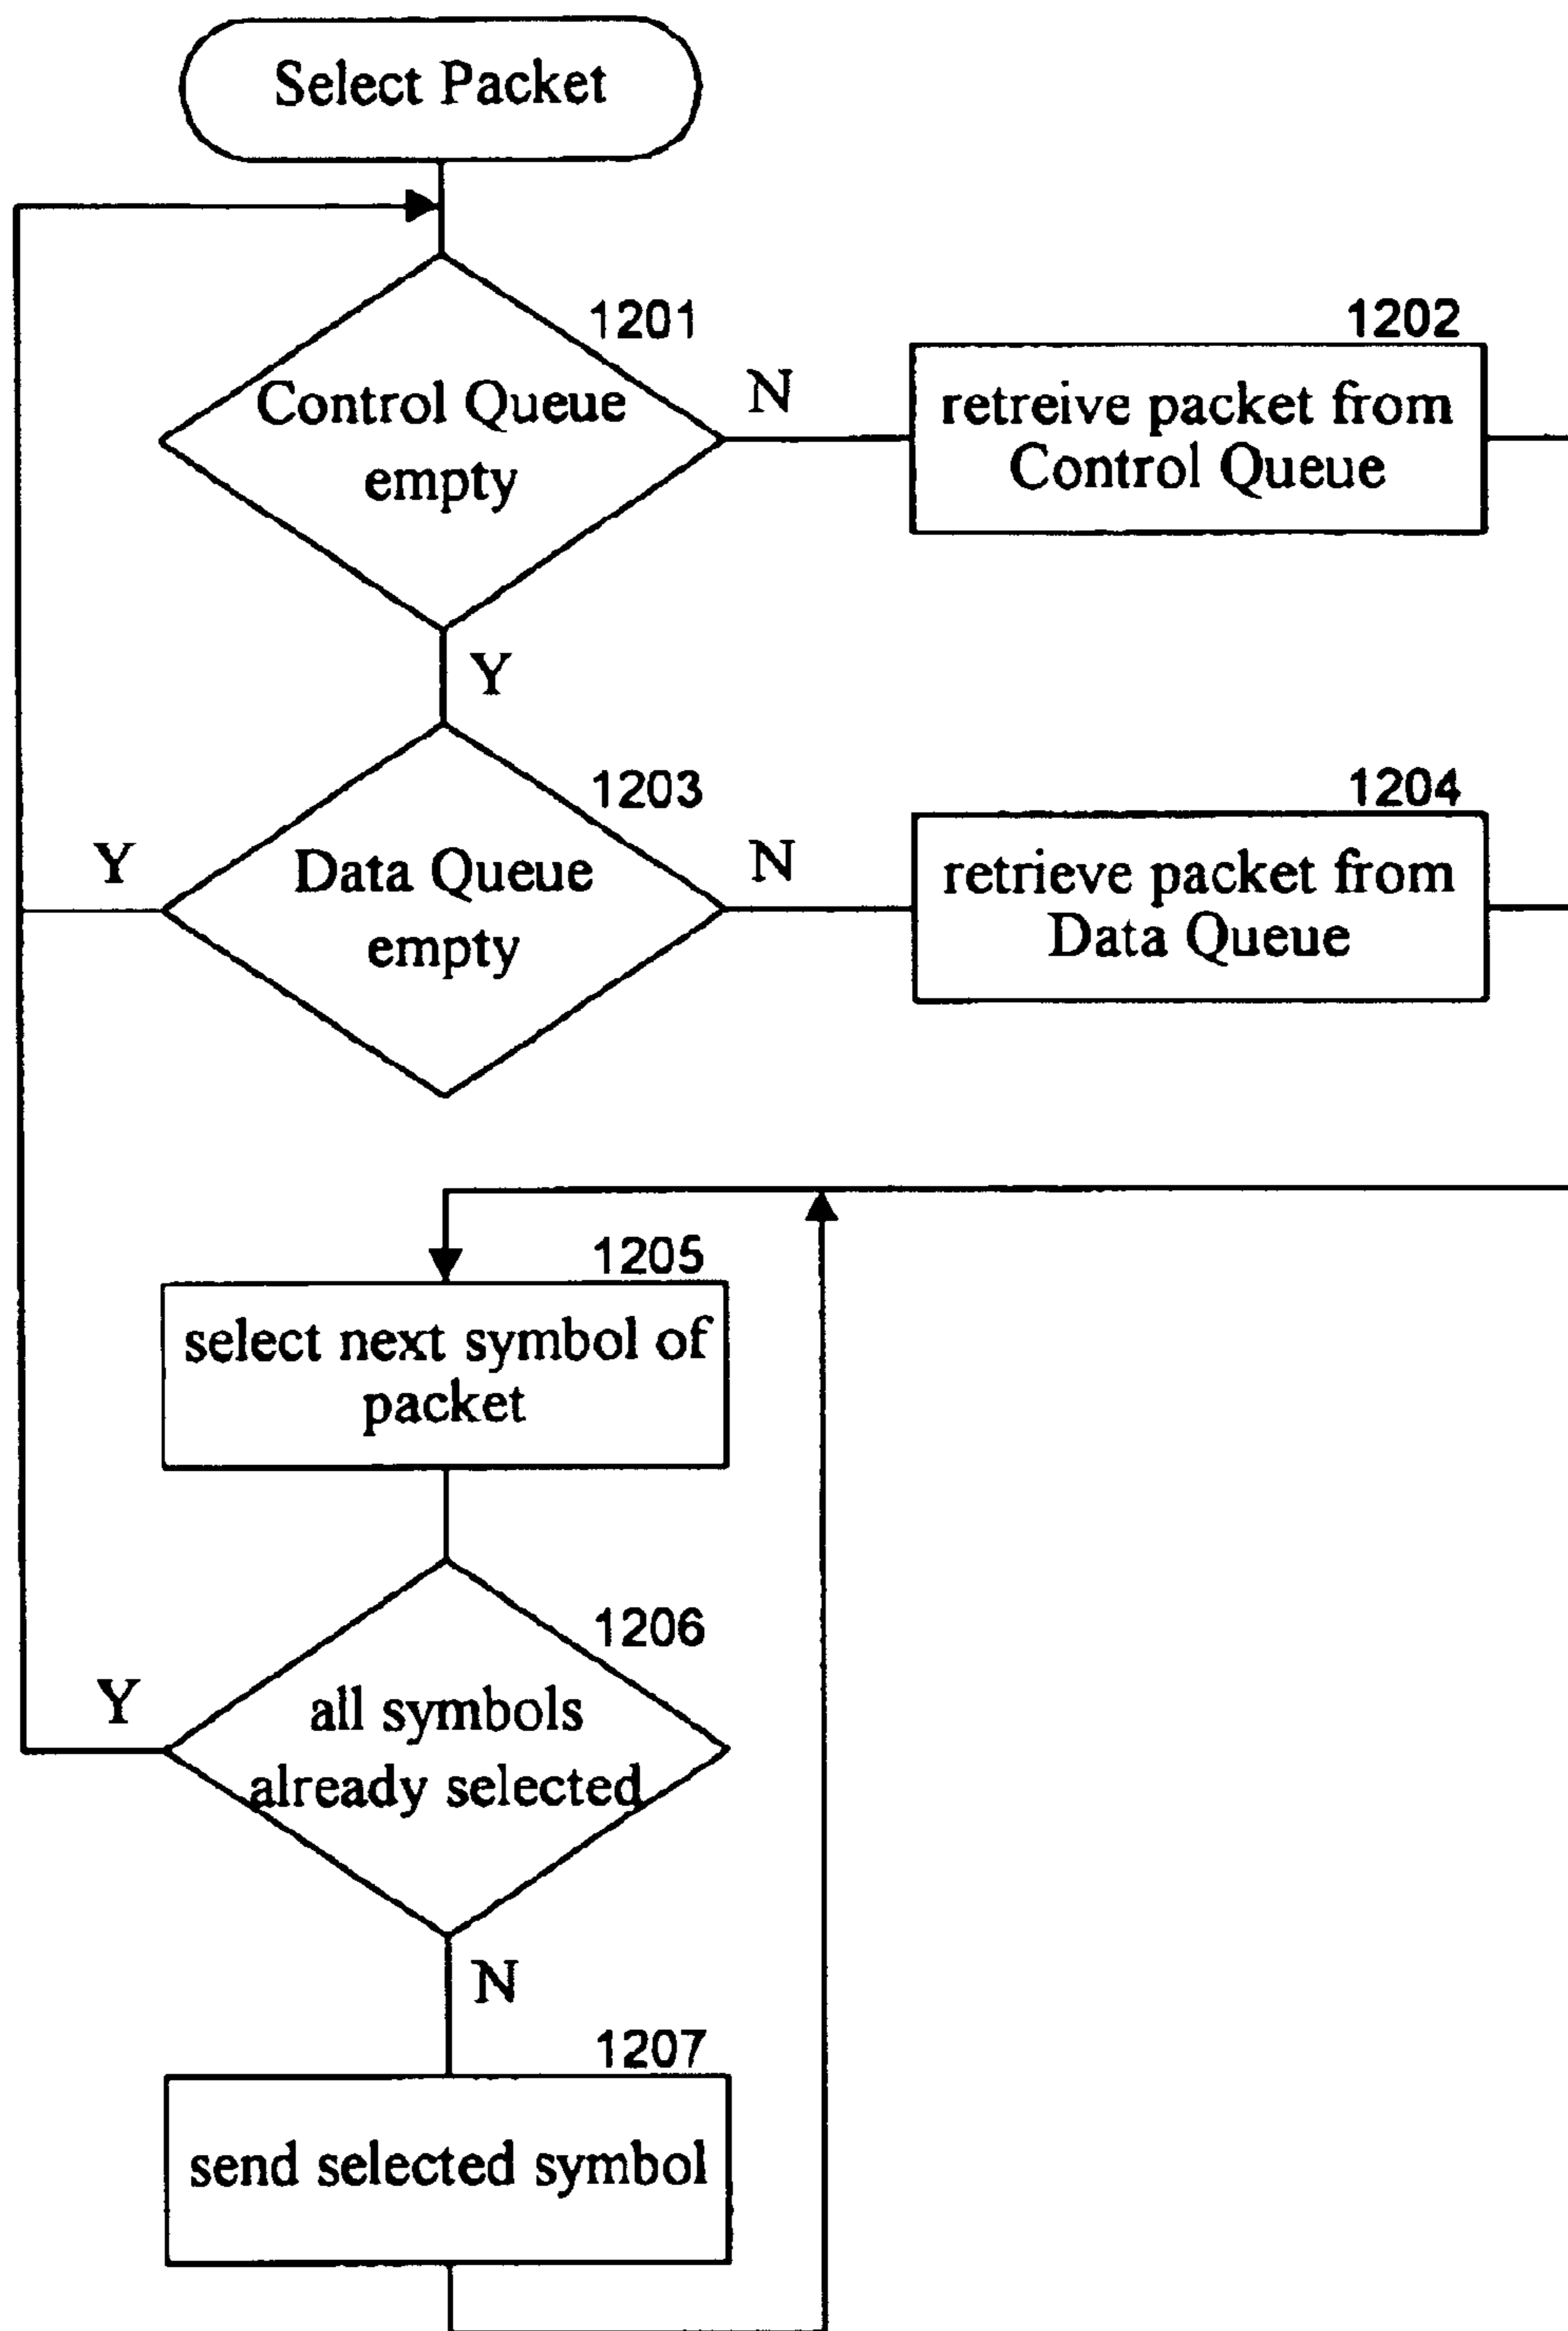 Select Packet
1201
Control Queue
empty
N
1202
retreive packet from
Control Queue
Y
1203
Data Queue
empty
Y
N
1204
retrieve packet from
Data Queue
1205
select next symbol of
packet
1206
all symbols
already selected
Y
N
1207
send selected symbol